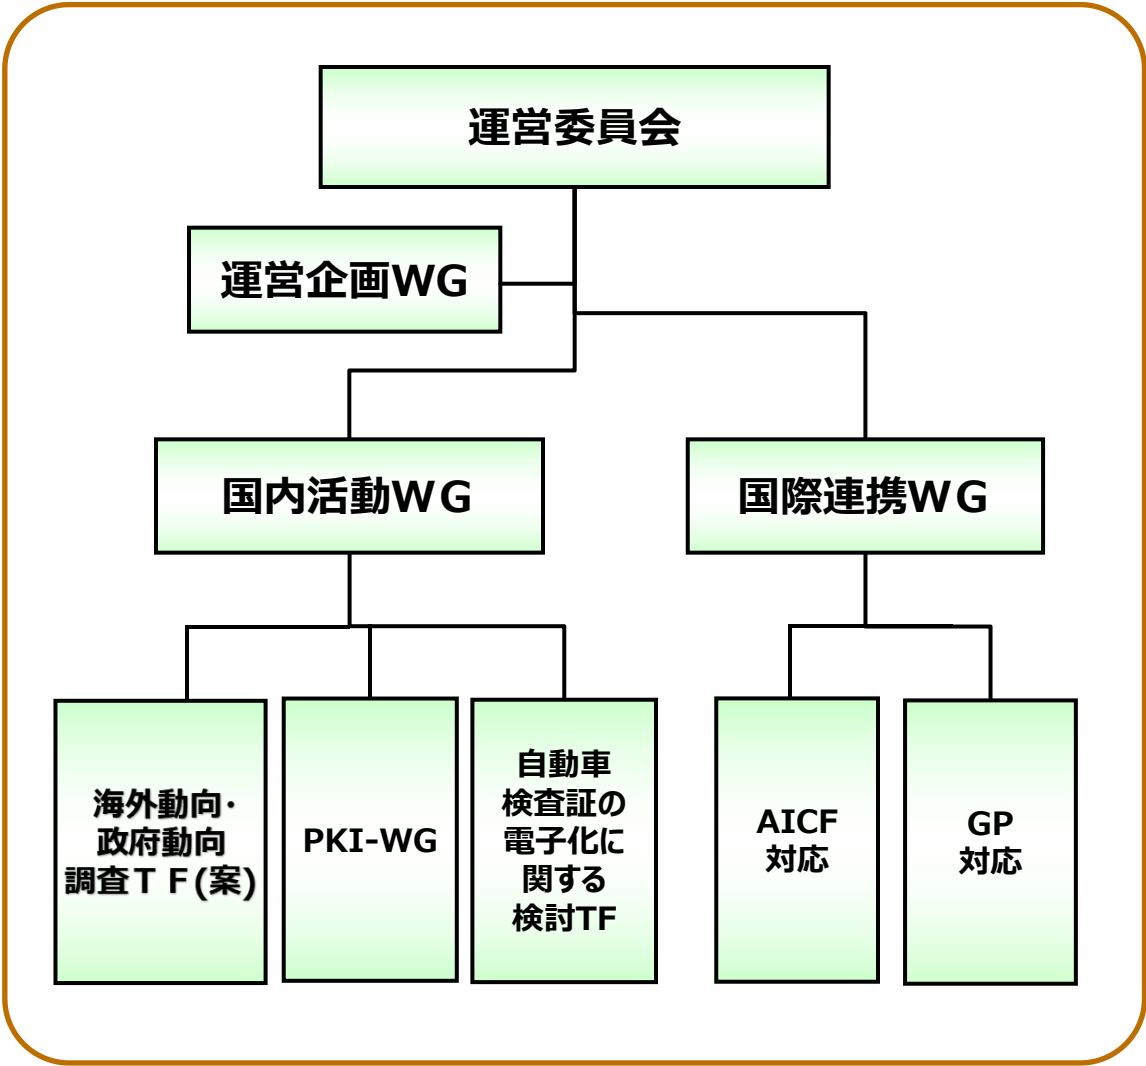 運営委員会
運営企画WG
国内活動ＷＧ
国際連携ＷＧ
海外動向・
政府動向
調査ＴＦ(案)
PKI-WG
自動車
検査証の
電子化に
関する
検討TF
AICF
対応
GP
対応